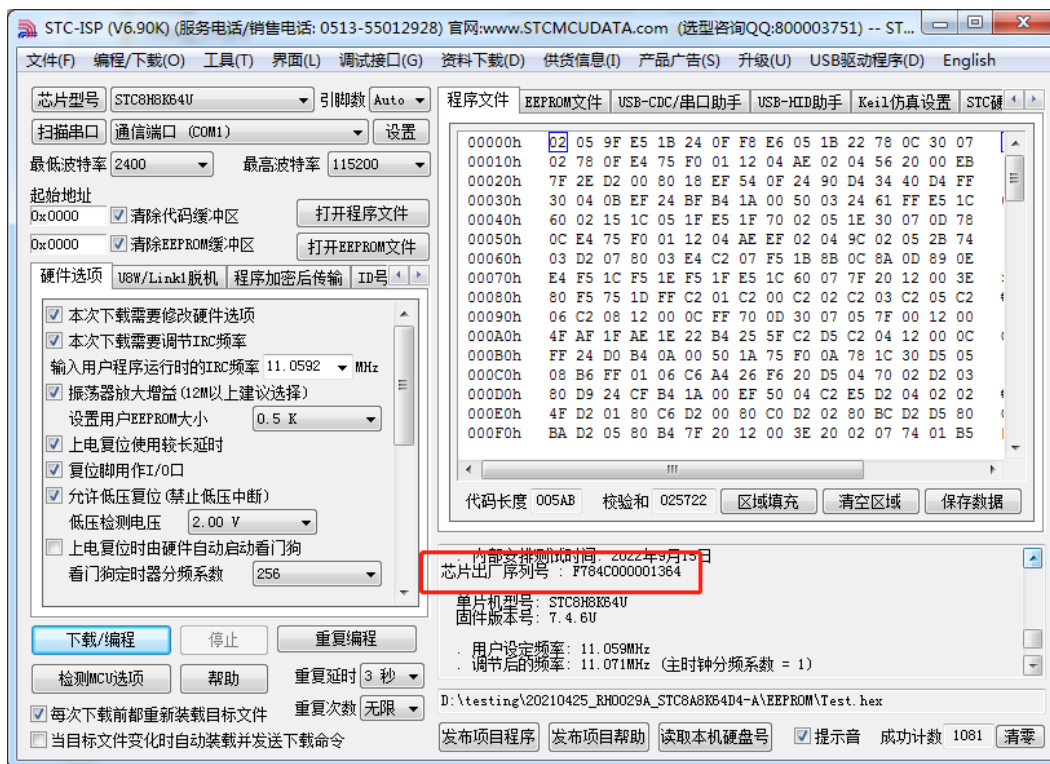 STC-ISP (V6.90K) (服务电话/销售电话: 0513-55012928) 官网:www.STCMCUDATA.com  (选型咨询QQ:800003751) -- ST...
文件(F) 编程/下载(O) 工具(T) 界面(L) 调试接口(G) 资料下载(D) 供货信息(I) 产品广告(S) 升级(U) USB驱动程序(D) English
芯片型号 STC8H8K64U 引脚数 Auto
扫描串口 通信端口 (COM1) 设置
最低波特率 2400 最高波特率 115200
起始地址
0x0000 清除代码缓冲区 打开程序文件
0x0000 清除EEPROM缓冲区 打开EEPROM文件
硬件选项 U8W/Link1脱机 程序加密后传输 ID号
本次下载需要修改硬件选项
本次下载需要调节IRC频率
输入用户程序运行时的IRC频率 11.0592 MHz
振荡器放大增益(12M以上建议选择)
设置用户EEPROM大小 0.5 K
上电复位使用较长延时
复位脚用作I/O口
允许低压复位(禁止低压中断)
低压检测电压 2.00 V
上电复位时由硬件自动启动看门狗
看门狗定时器分频系数 256
下载/编程 停止 重复编程
检测MCU选项 帮助 重复延时 3 秒
每次下载前都重新装载目标文件 重复次数 无限
当目标文件变化时自动装载并发送下载命令
程序文件 EEPROM文件 USB-CDC/串口助手 USB-HID助手 Keil仿真设置 STC硬
00000h 02 05 9F E5 1B 24 0F F8 E6 05 1B 22 78 0C 30 07
00010h 02 78 0F E4 75 F0 01 12 04 AE 02 04 56 20 00 EB
00020h 7F 2E D2 00 80 18 EF 54 0F 24 90 D4 34 40 D4 FF
00030h 30 04 0B EF 24 BF B4 1A 00 50 03 24 61 FF E5 1C
00040h 60 02 15 1C 05 1F E5 1F 70 02 05 1E 30 07 0D 78
00050h 0C E4 75 F0 01 12 04 AE EF 02 04 9C 02 05 2B 74
00060h 03 D2 07 80 03 E4 C2 07 F5 1B 8B 0C 8A 0D 89 0E
00070h E4 F5 1C F5 1E F5 1F E5 1C 60 07 7F 20 12 00 3E
00080h 80 F5 75 1D FF C2 01 C2 00 C2 02 C2 03 C2 05 C2
00090h 06 C2 08 12 00 0C FF 70 0D 30 07 05 7F 00 12 00
000A0h 4F AF 1F AE 1E 22 B4 25 5F C2 D5 C2 04 12 00 0C
000B0h FF 24 D0 B4 0A 00 50 1A 75 F0 0A 78 1C 30 D5 05
000C0h 08 B6 FF 01 06 C6 A4 26 F6 20 D5 04 70 02 D2 03
000D0h 80 D9 24 CF B4 1A 00 EF 50 04 C2 E5 D2 04 02 02
000E0h 4F D2 01 80 C6 D2 00 80 C0 D2 02 80 BC D2 D5 80
000F0h BA D2 05 80 B4 7F 20 12 00 3E 20 02 07 74 01 B5
代码长度 005AB 校验和 025722 区域填充 清空区域 保存数据
. 内部安排测试时间: 2022年9月15日
芯片出厂序列号 : F784C000001364
单片机型号: STC8H8K64U
固件版本号: 7.4.6U
. 用户设定频率: 11.059MHz
. 调节后的频率: 11.071MHz (主时钟分频系数 = 1)
D:\testing\20210425_RH0029A_STC8A8K64D4-A\EEPROM\Test.hex
发布项目程序 发布项目帮助 读取本机硬盘号 提示音 成功计数 1081 清零